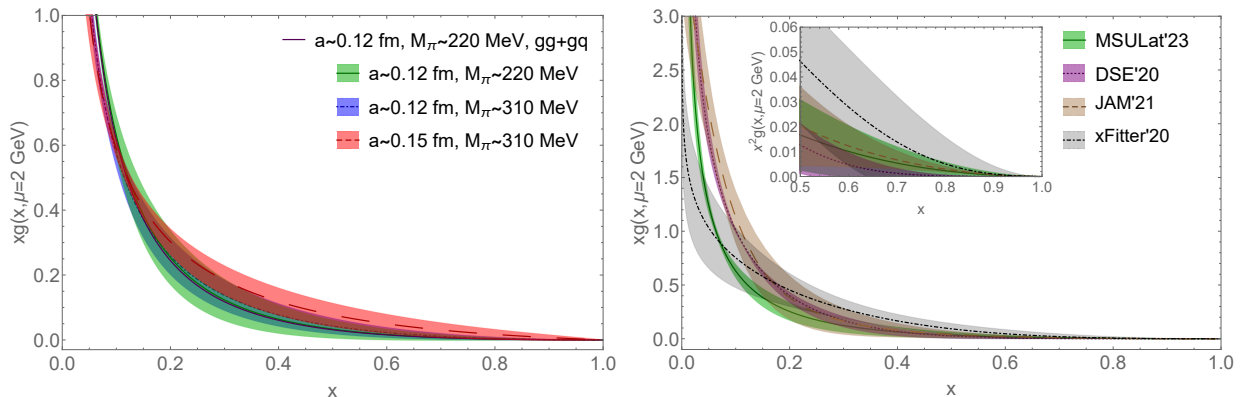 xg(x,μ=2 GeV)
1.0
0.8
0.6
0.4
0.2
0.0
0.0 0.2 0.4 0.6 0.8 1.0
x
a~0.12 fm, Mπ~220 MeV, gg+gq
a~0.12 fm, Mπ~220 MeV
a~0.12 fm, Mπ~310 MeV
a~0.15 fm, Mπ~310 MeV
xg(x,μ=2 GeV)
3.0
2.5
2.0
1.5
1.0
0.5
0.0
0.0 0.2 0.4 0.6 0.8 1.0
x
x²g(x,μ=2 GeV)
0.06
0.05
0.04
0.03
0.02
0.01
0.00
0.5 0.6 0.7 0.8 0.9 1.0
x
MSULat'23
DSE'20
JAM'21
xFitter'20